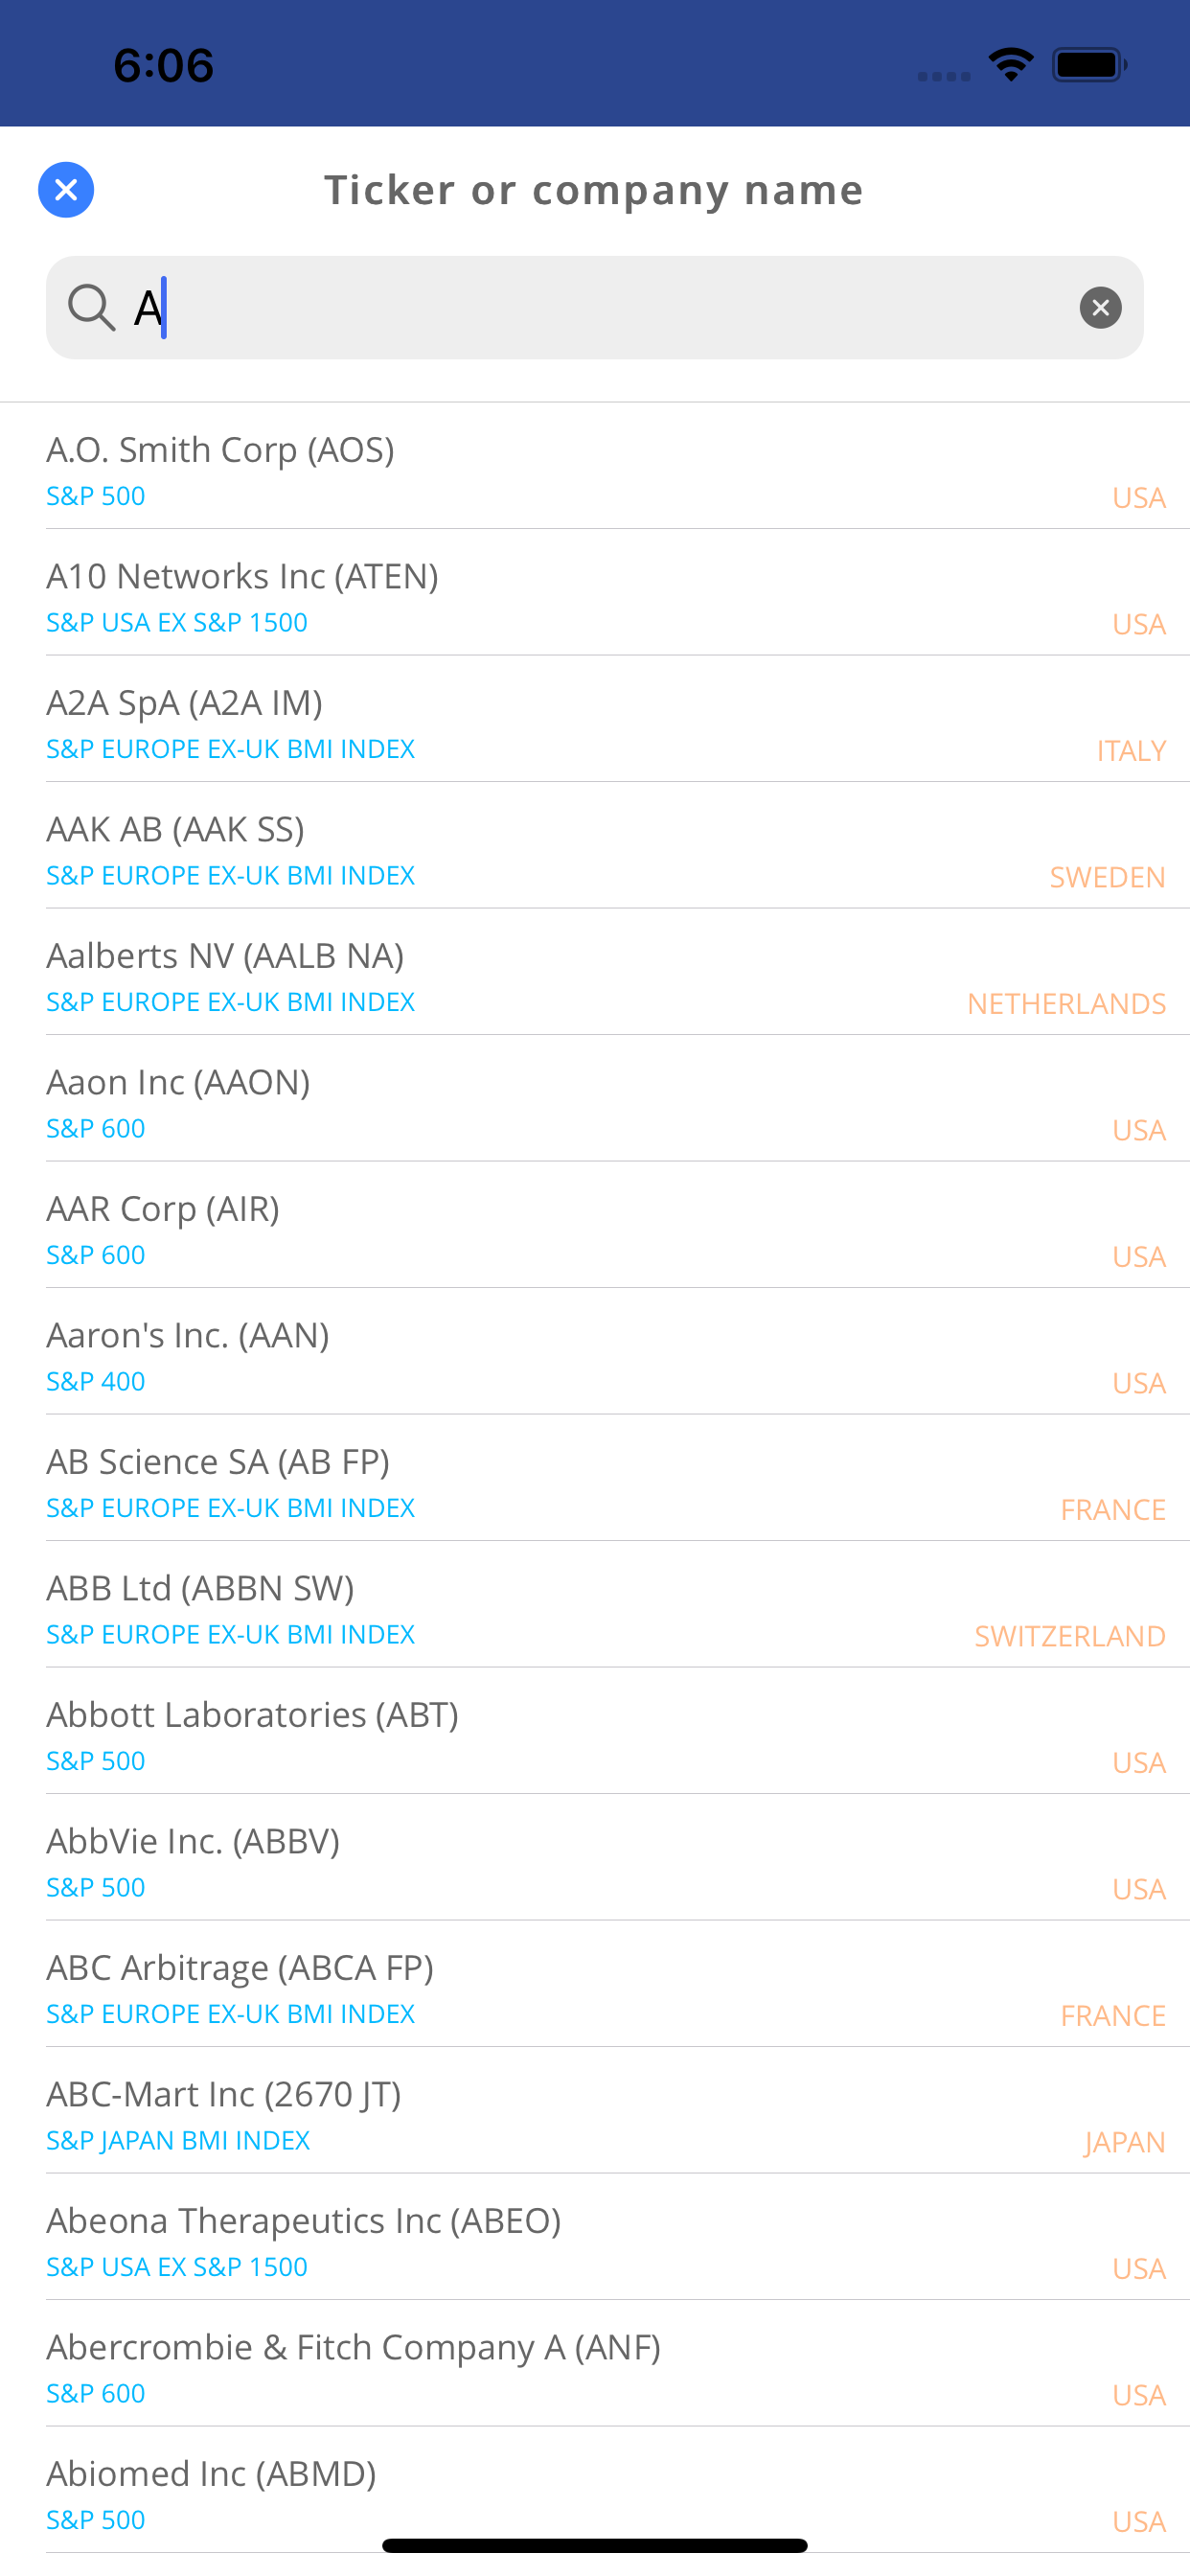 6:06
Ticker or company name
A
A.O. Smith Corp (AOS)
S&P 500
USA
A10 Networks Inc (ATEN)
S&P USA EX S&P 1500
USA
A2A SpA (A2A IM)
S&P EUROPE EX-UK BMI INDEX
ITALY
AAK AB (AAK SS)
S&P EUROPE EX-UK BMI INDEX
SWEDEN
Aalberts NV (AALB NA)
S&P EUROPE EX-UK BMI INDEX
NETHERLANDS
Aaon Inc (AAON)
S&P 600
USA
AAR Corp (AIR)
S&P 600
USA
Aaron's Inc. (AAN)
S&P 400
USA
AB Science SA (AB FP)
S&P EUROPE EX-UK BMI INDEX
FRANCE
ABB Ltd (ABBN SW)
S&P EUROPE EX-UK BMI INDEX
SWITZERLAND
Abbott Laboratories (ABT)
S&P 500
USA
AbbVie Inc. (ABBV)
S&P 500
USA
ABC Arbitrage (ABCA FP)
S&P EUROPE EX-UK BMI INDEX
FRANCE
ABC-Mart Inc (2670 JT)
S&P JAPAN BMI INDEX
JAPAN
Abeona Therapeutics Inc (ABEO)
S&P USA EX S&P 1500
USA
Abercrombie & Fitch Company A (ANF)
S&P 600
USA
Abiomed Inc (ABMD)
S&P 500
USA